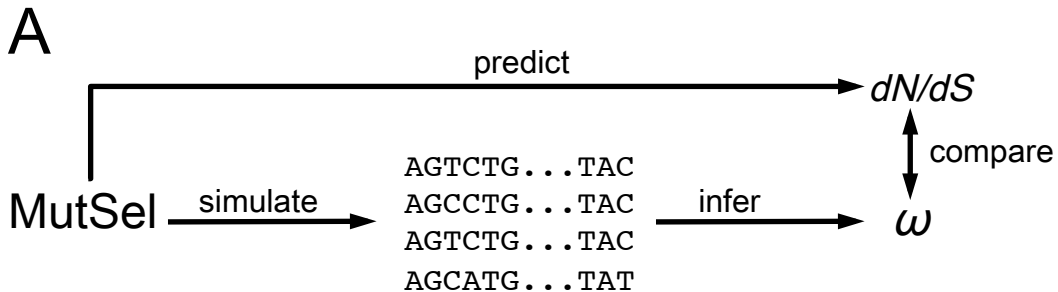 A
predict
dN/dS
compare
MutSel
simulate
AGTCTG...TAC
AGCCTG...TAC
AGTCTG...TAC
AGCATG...TAT
infer
ω